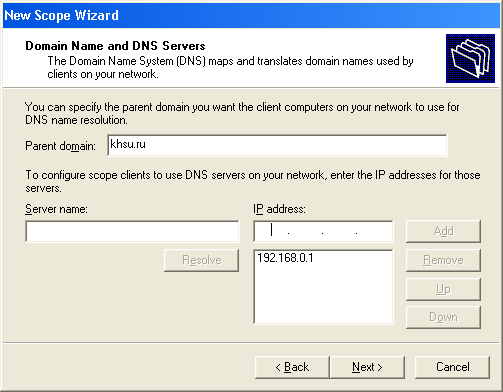 New Scope Wizard
Domain Name and DNS Servers
The Domain Name System (DNS) maps and translates domain names used by
clients on your network.
You can specify the parent domain you want the client computers on your network to use for
DNS name resolution.
Parent domain: khsu.ru
To configure scope clients to use DNS servers on your network, enter the IP addresses for those
servers.
Server name: IP address:
. . . Add
Resolve 192.168.0.1 Remove
Up
Down
< Back Next > Cancel